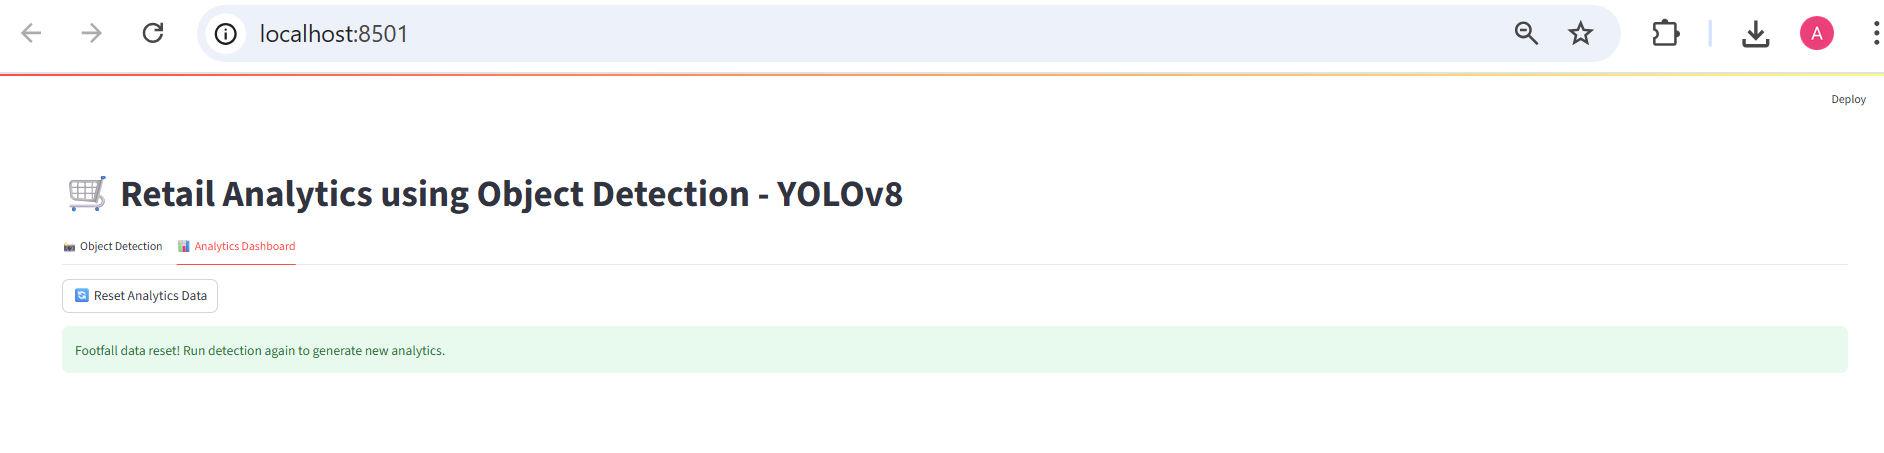 localhost:8501
A
Deploy
Retail Analytics using Object Detection - YOLOv8
Object Detection
Analytics Dashboard
Reset Analytics Data
Footfall data reset! Run detection again to generate new analytics.